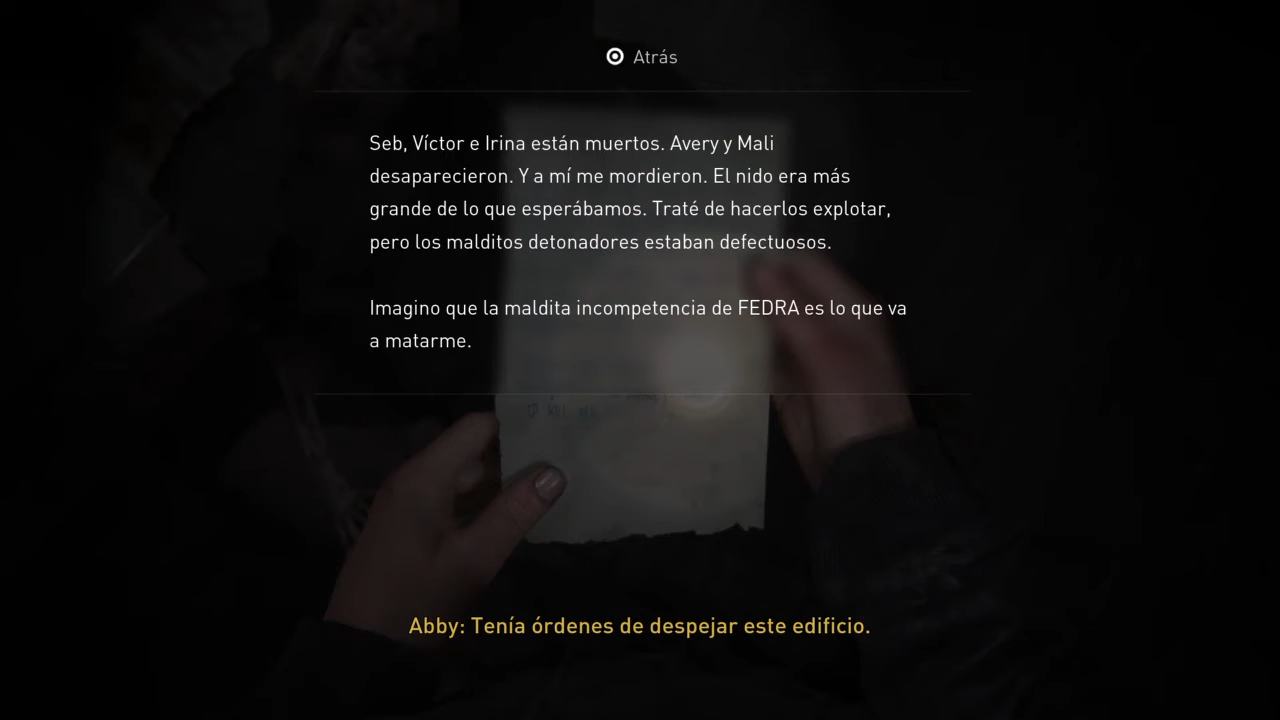 Atrás
Seb, Víctor e Irina están muertos. Avery y Mali
desaparecieron. Y a mí me mordieron. El nido era más
grande de lo que esperábamos. Traté de hacerlos explotar,
pero los malditos detonadores estaban defectuosos.
Imagino que la maldita incompetencia de FEDRA es lo que va
a matarme.
Abby: Tenía órdenes de despejar este edificio.